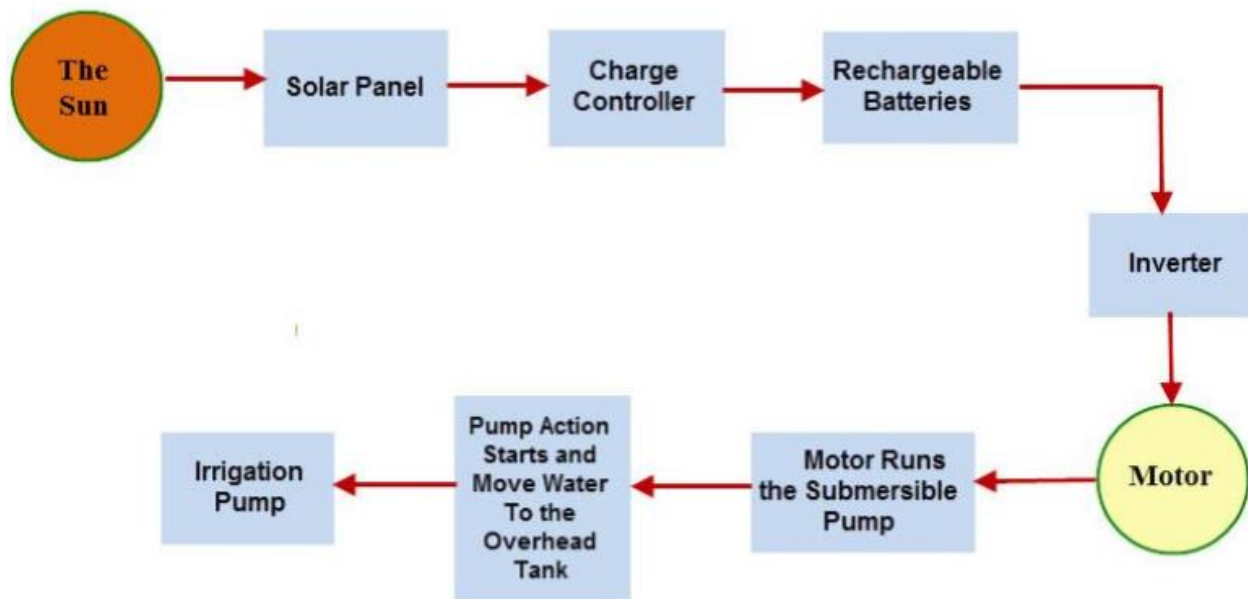 The
Sun
Solar Panel
Charge
Controller
Rechargeable
Batteries
Inverter
Motor
Motor Runs
the Submersible
Pump
Pump Action
Starts and
Move Water
To the
Overhead
Tank
Irrigation
Pump